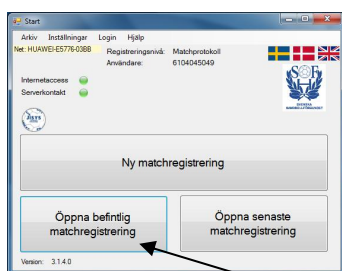 Start
Arkiv Inställningar Login Hjälp
Net: HUAWEI-E5776-03BB
Registreringsnivå: Matchprotokoll
Användare: 6104045049
Internetaccess
Serverkontakt
Ny matchregistrering
Öppna befintlig
matchregistrering
Öppna senaste
matchregistrering
Version: 3.1.4.0